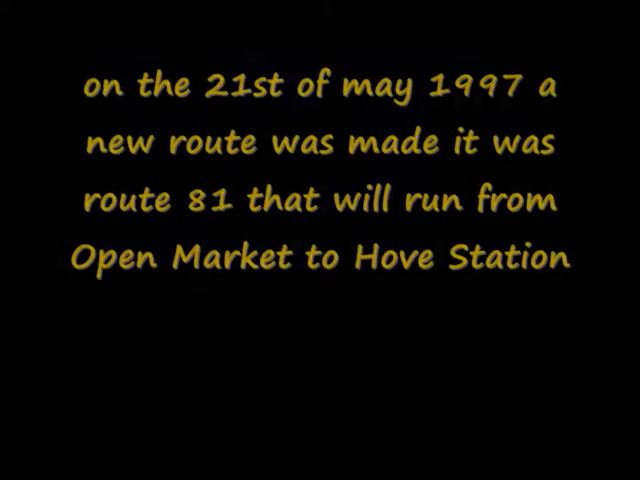 on the 21st of may 1997 a
new route was made it was
route 81 that will run from
Open Market to Hove Station